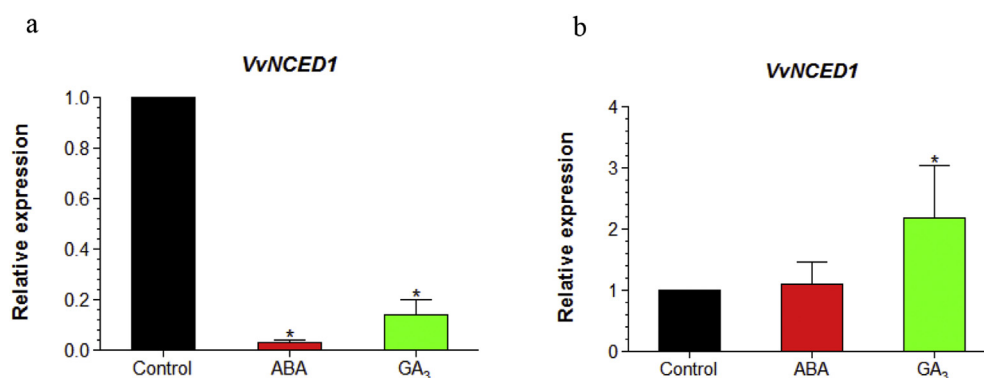 a
VvNCED1
Relative expression
1.0
0.8
0.6
0.4
0.2
0.0
*
*
Control ABA GA₃
b
VvNCED1
Relative expression
4
3
2
1
0
*
Control ABA GA₃